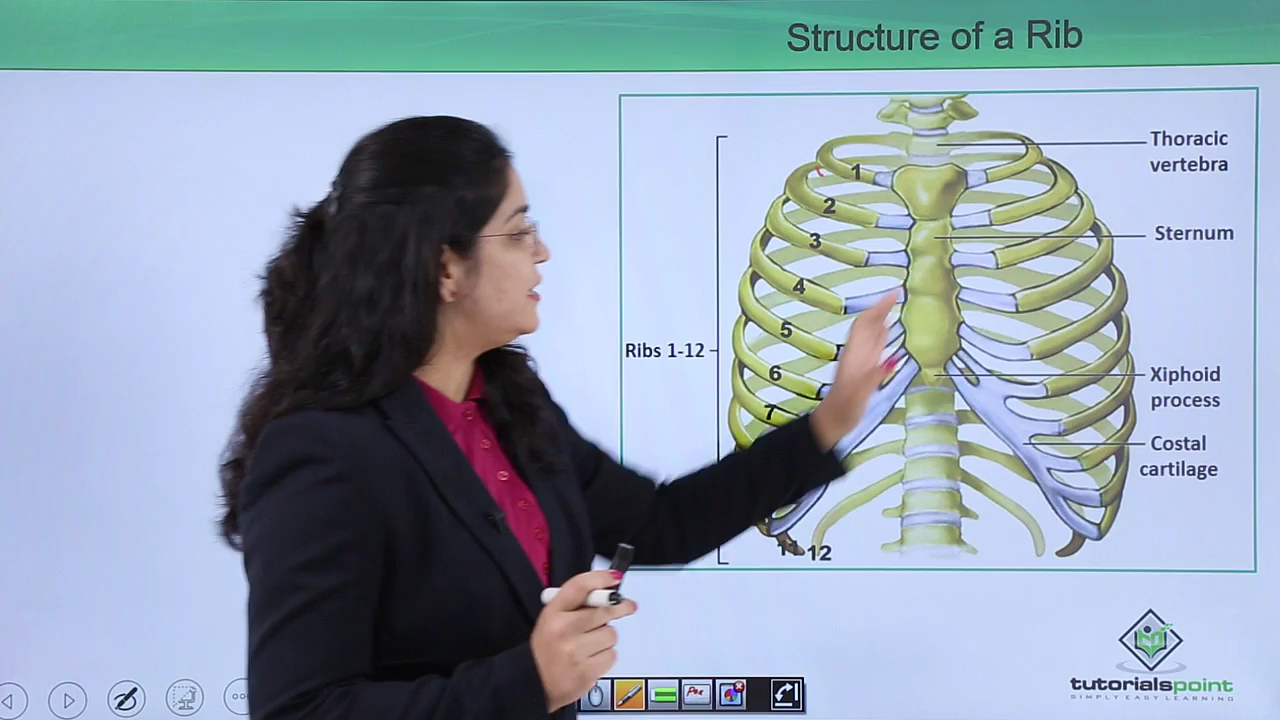 Structure of a Rib
Thoracic
vertebra
1
2
Sternum
3
4
5
Ribs 1-12
6
Xiphoid
process
7
Costal
cartilage
11 12
tutorialspoint
SIMPLY EASY LEARNING